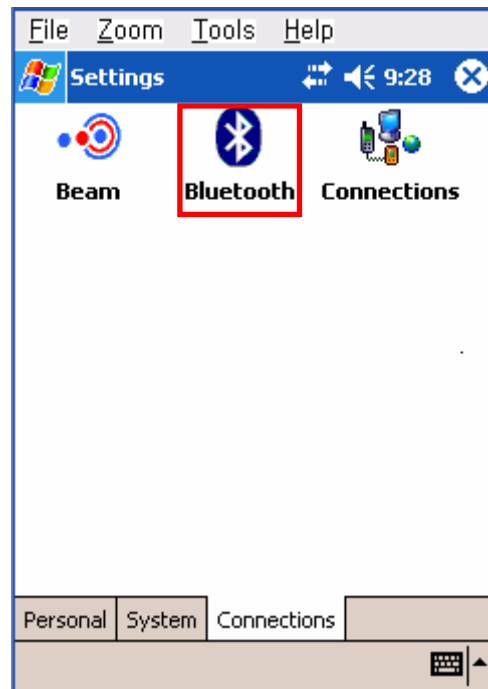 File Zoom Tools Help
Settings 9:28
Beam Bluetooth Connections
Personal System Connections